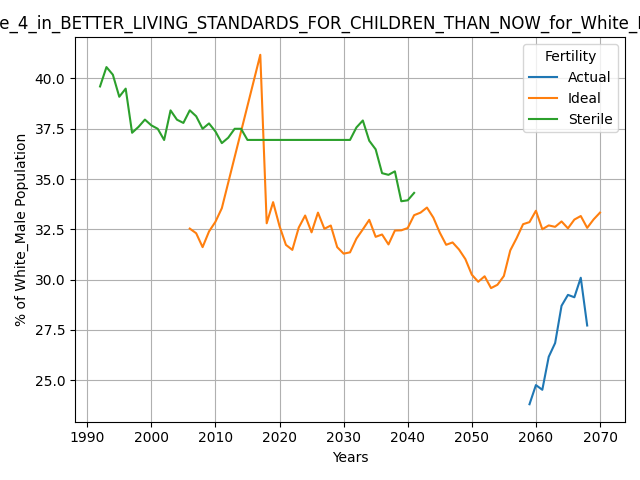 e_4_in_BETTER_LIVING_STANDARDS_FOR_CHILDREN_THAN_NOW_for_White_
Fertility
Actual
Ideal
Sterile
% of White_Male Population
40.0
37.5
35.0
32.5
30.0
27.5
25.0
1990 2000 2010 2020 2030 2040 2050 2060 2070
Years